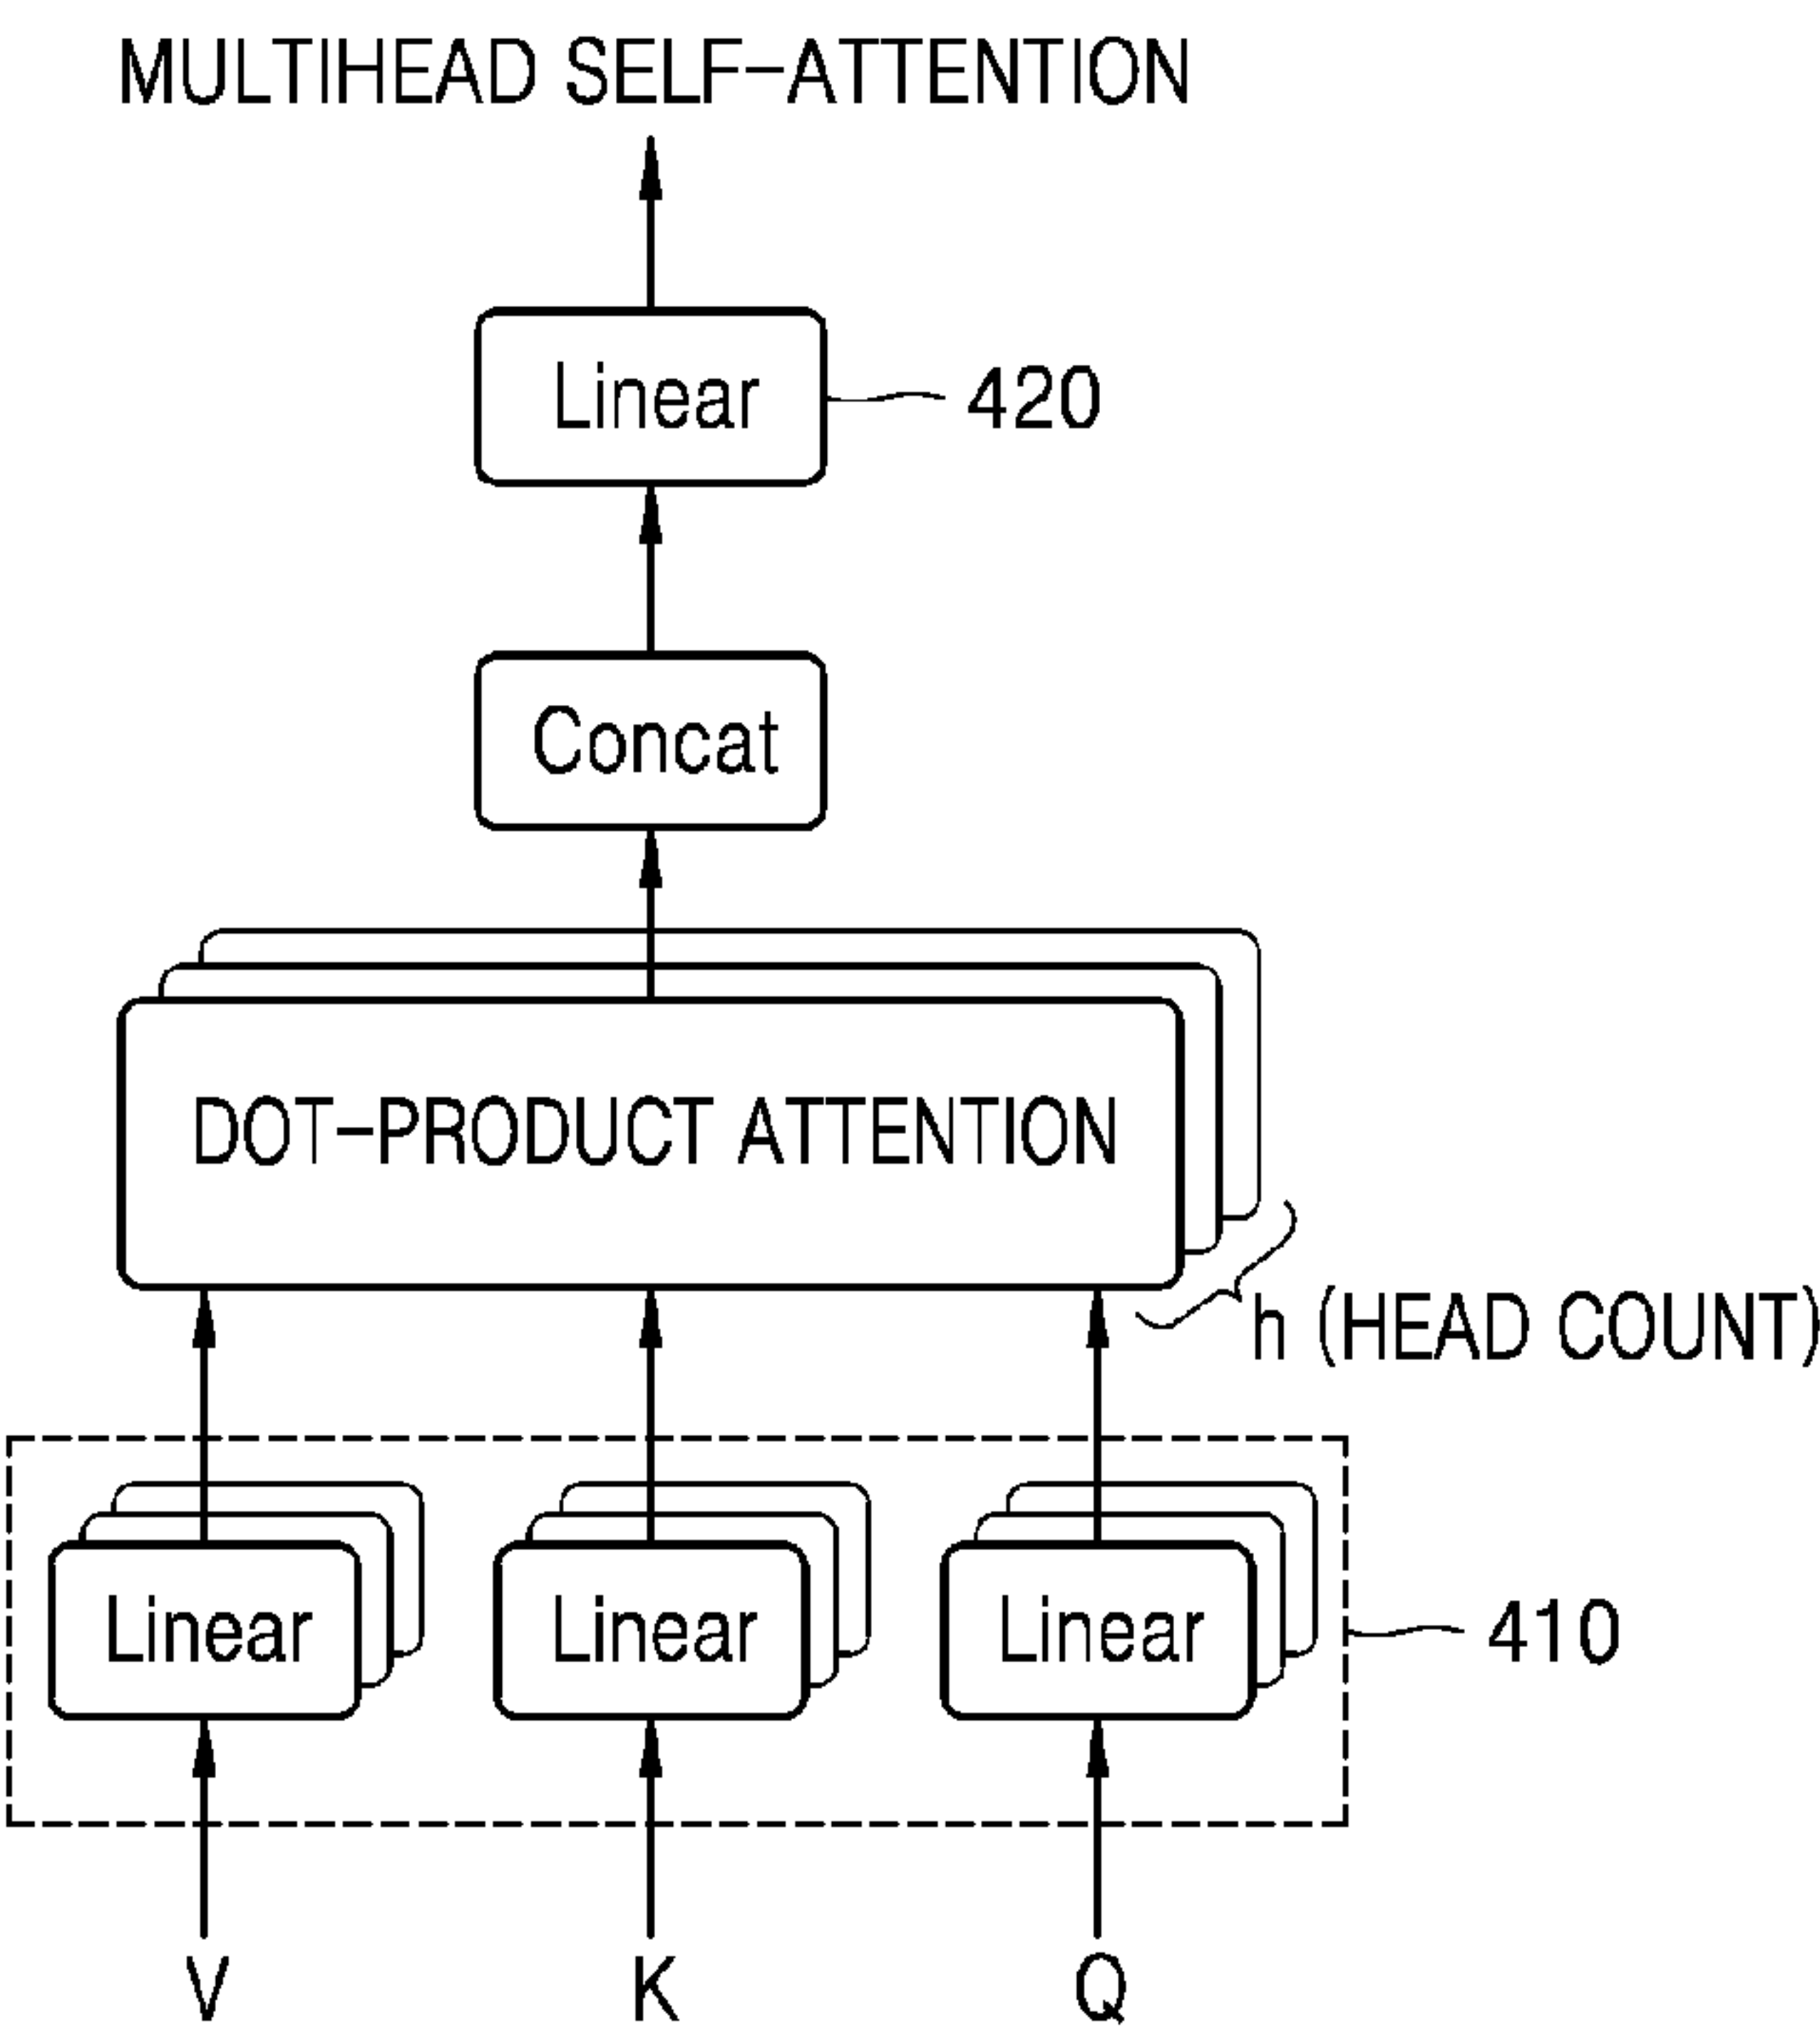 MULTIHEAD SELF-ATTENTION
Linear
420
Concat
DOT-PRODUCT ATTENTION
h (HEAD COUNT)
Linear Linear Linear
410
V K Q